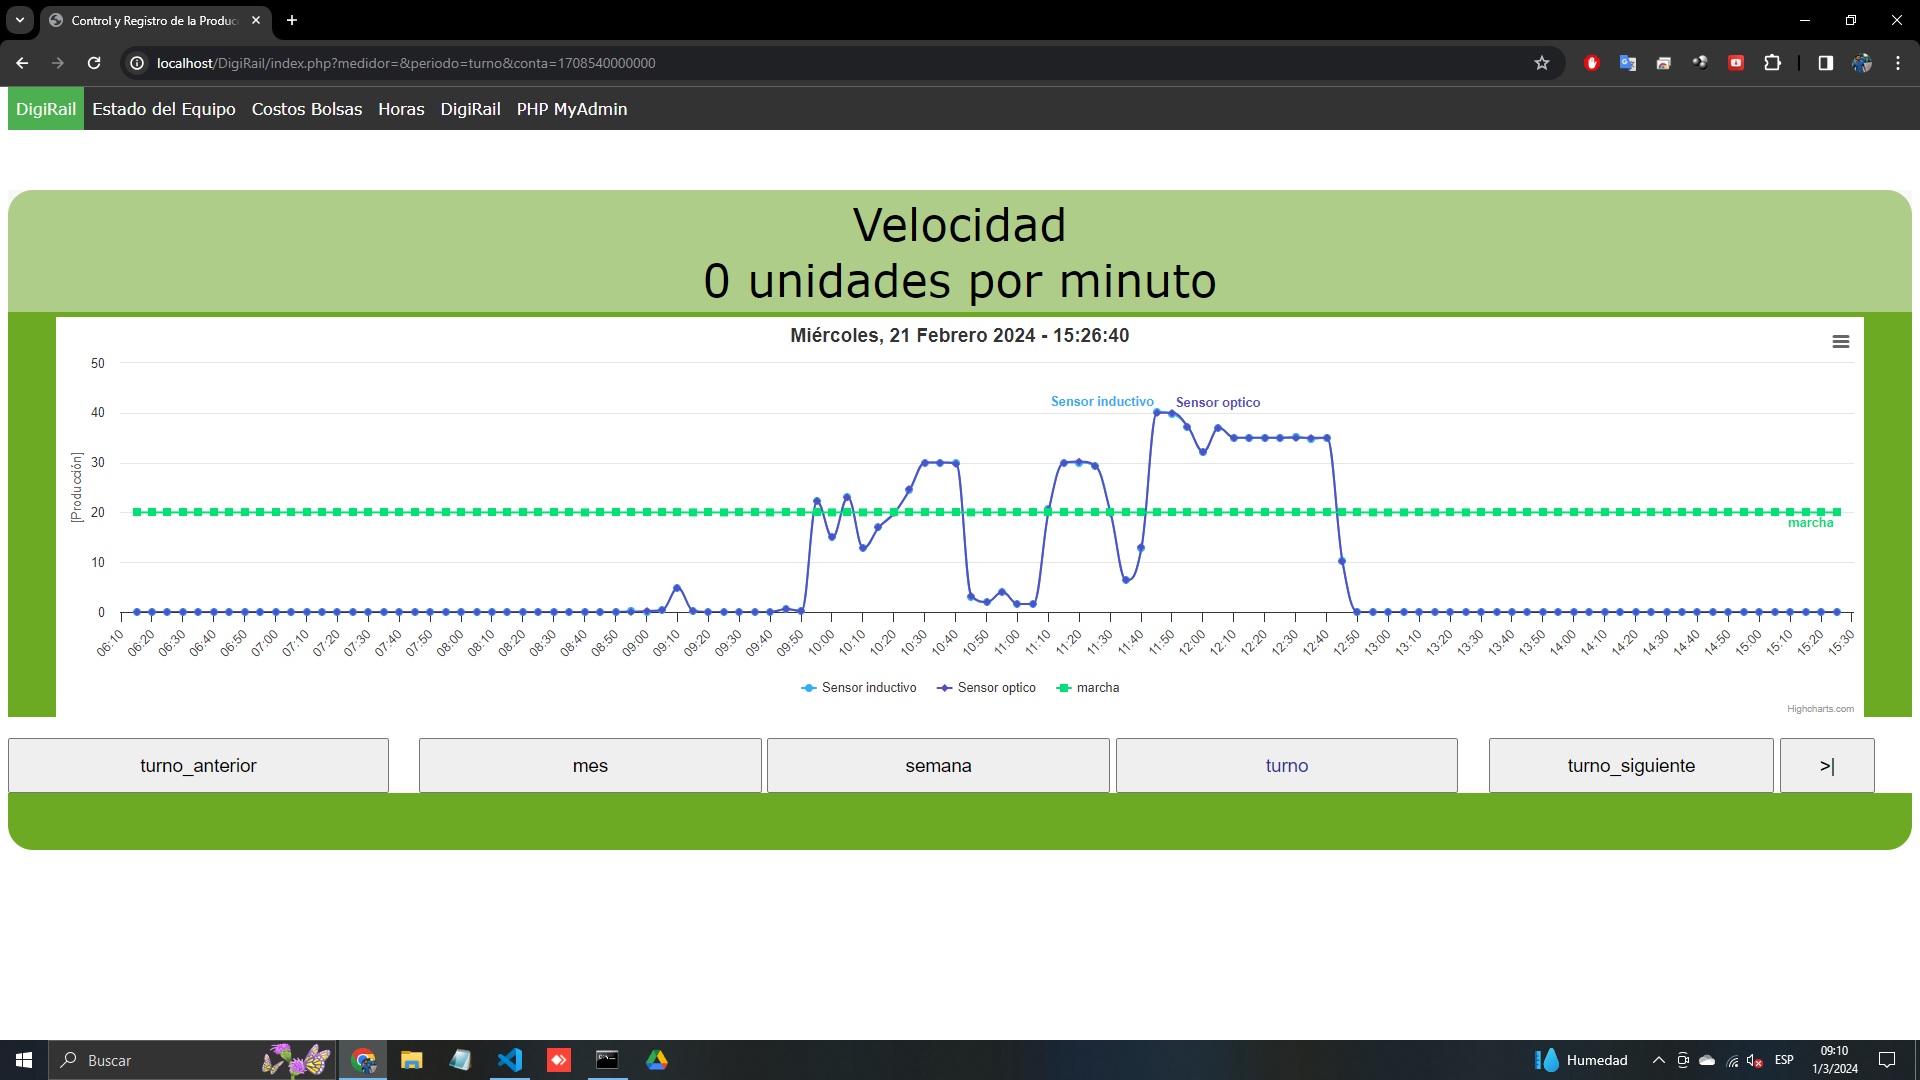 Control y Registro de la Produc
localhost/DigiRail/index.php?medidor=&periodo=turno&conta=1708540000000
DigiRail Estado del Equipo Costos Bolsas Horas DigiRail PHP MyAdmin
Velocidad
0 unidades por minuto
Miércoles, 21 Febrero 2024 - 15:26:40
50
40
30
20
10
0
[Producción]
Sensor inductivo
Sensor optico
marcha
06:10 06:20 06:30 06:40 06:50 07:00 07:10 07:20 07:30 07:40 07:50 08:00 08:10 08:20 08:30 08:40 08:50 09:00 09:10 09:20 09:30 09:40 09:50 10:00 10:10 10:20 10:30 10:40 10:50 11:00 11:10 11:20 11:30 11:40 11:50 12:00 12:10 12:20 12:30 12:40 12:50 13:00 13:10 13:20 13:30 13:40 13:50 14:00 14:10 14:20 14:30 14:40 14:50 15:00 15:10 15:20 15:30
Sensor inductivo Sensor optico marcha
Highcharts.com
turno_anterior mes semana turno turno_siguiente >|
Buscar
Humedad
ESP
09:10
1/3/2024